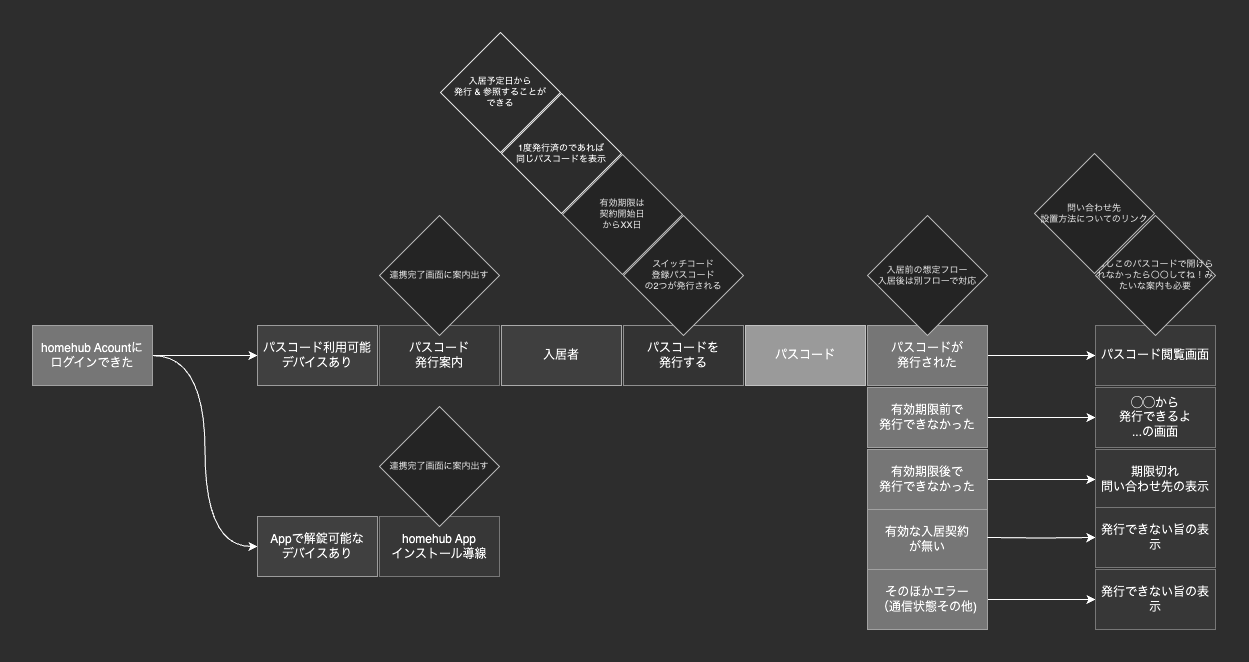 入居予定日から
発行 & 参照することが
できる
1度発行済のであれば
同じパスコードを表示
有効期限は
契約開始日
からXX日
スイッチコード
登録パスコード
の2つが発行される
連携完了画面に案内出す
入居前の想定フロー
入居後は別フローで対応
問い合わせ先
設置方法についてのリンク
しこのパスコードで開けら
れなかったら〇〇してね！み
たいな案内も必要
homehub Acountに
ログインできた
パスコード利用可能
デバイスあり
パスコード
発行案内
入居者
パスコードを
発行する
パスコード
パスコードが
発行された
パスコード閲覧画面
有効期限前で
発行できなかった
〇〇から
発行できるよ
...の画面
有効期限後で
発行できなかった
期限切れ
問い合わせ先の表示
連携完了画面に案内出す
Appで解錠可能な
デバイスあり
homehub App
インストール導線
有効な入居契約
が無い
発行できない旨の表
示
そのほかエラー
（通信状態その他)
発行できない旨の表
示